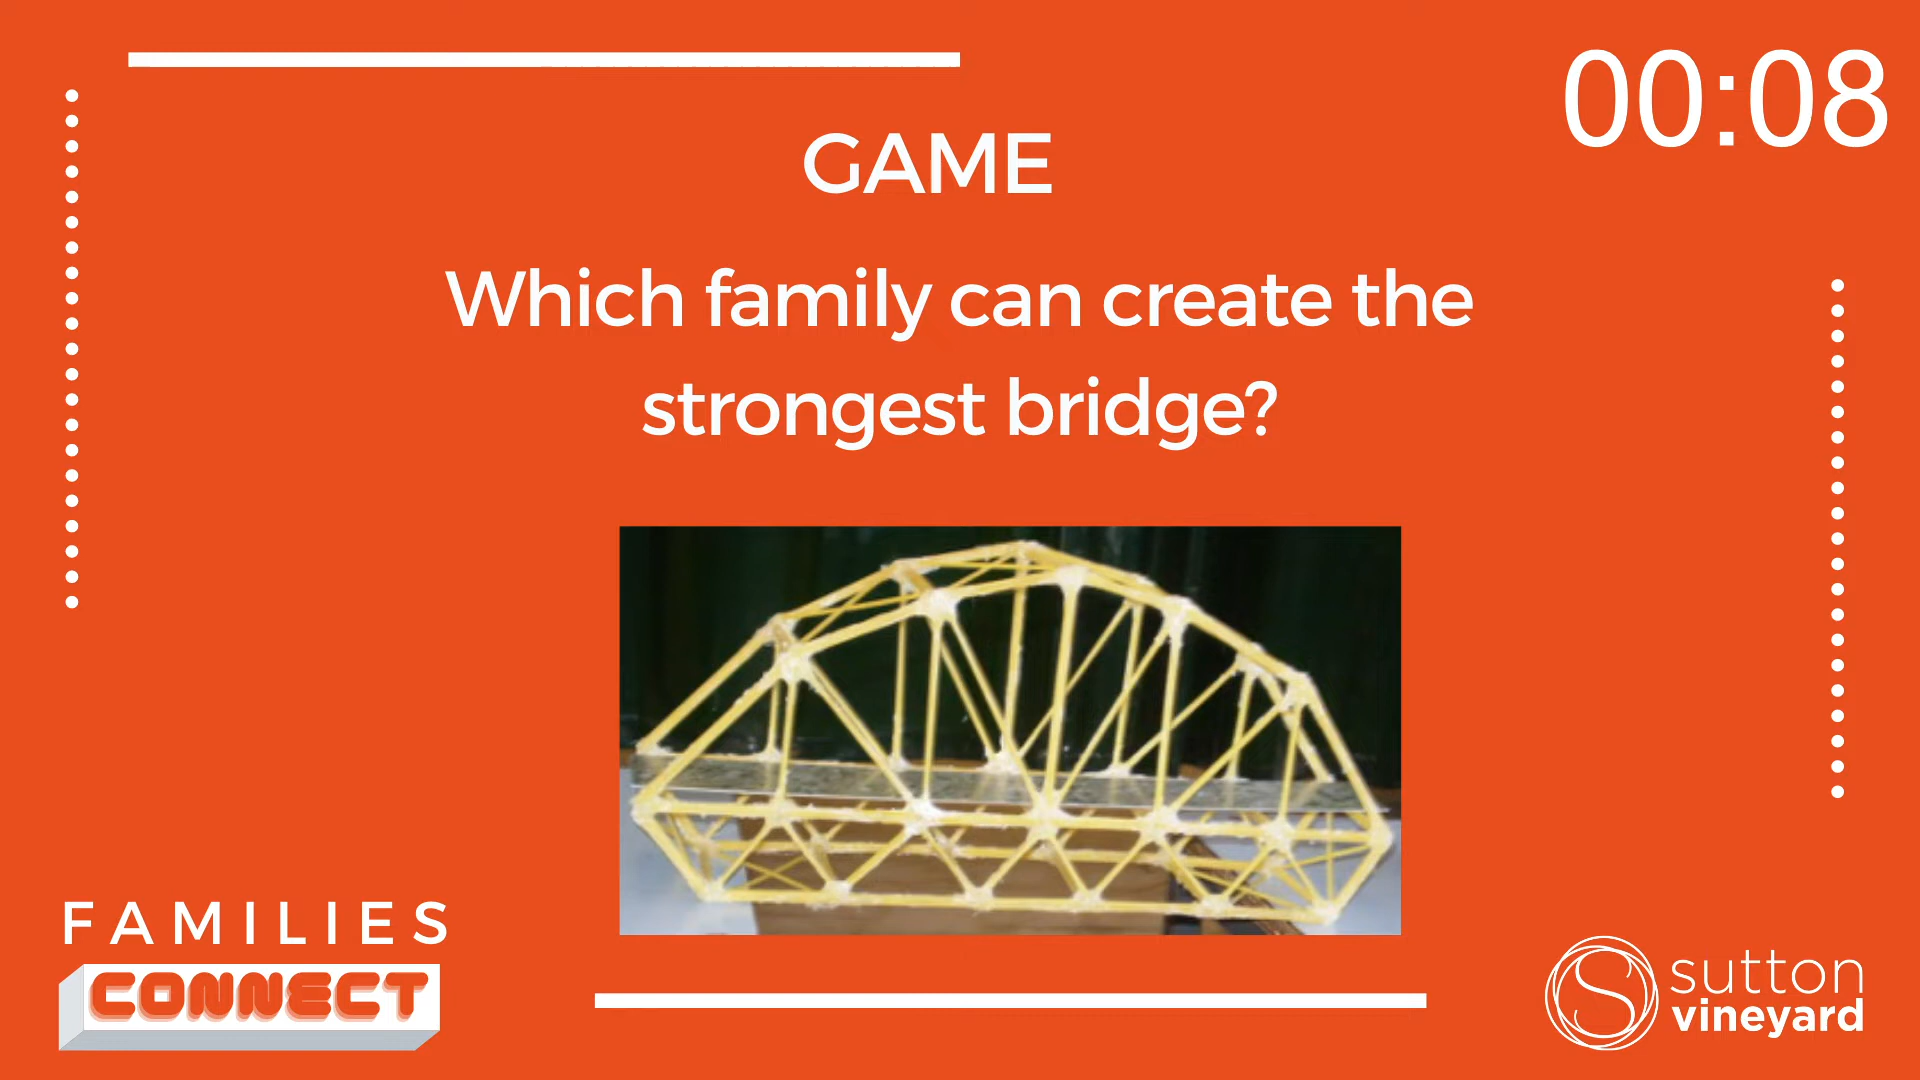 00:08
GAME
Which family can create the
strongest bridge?
FAMILIES
CONNECT
sutton
vineyard